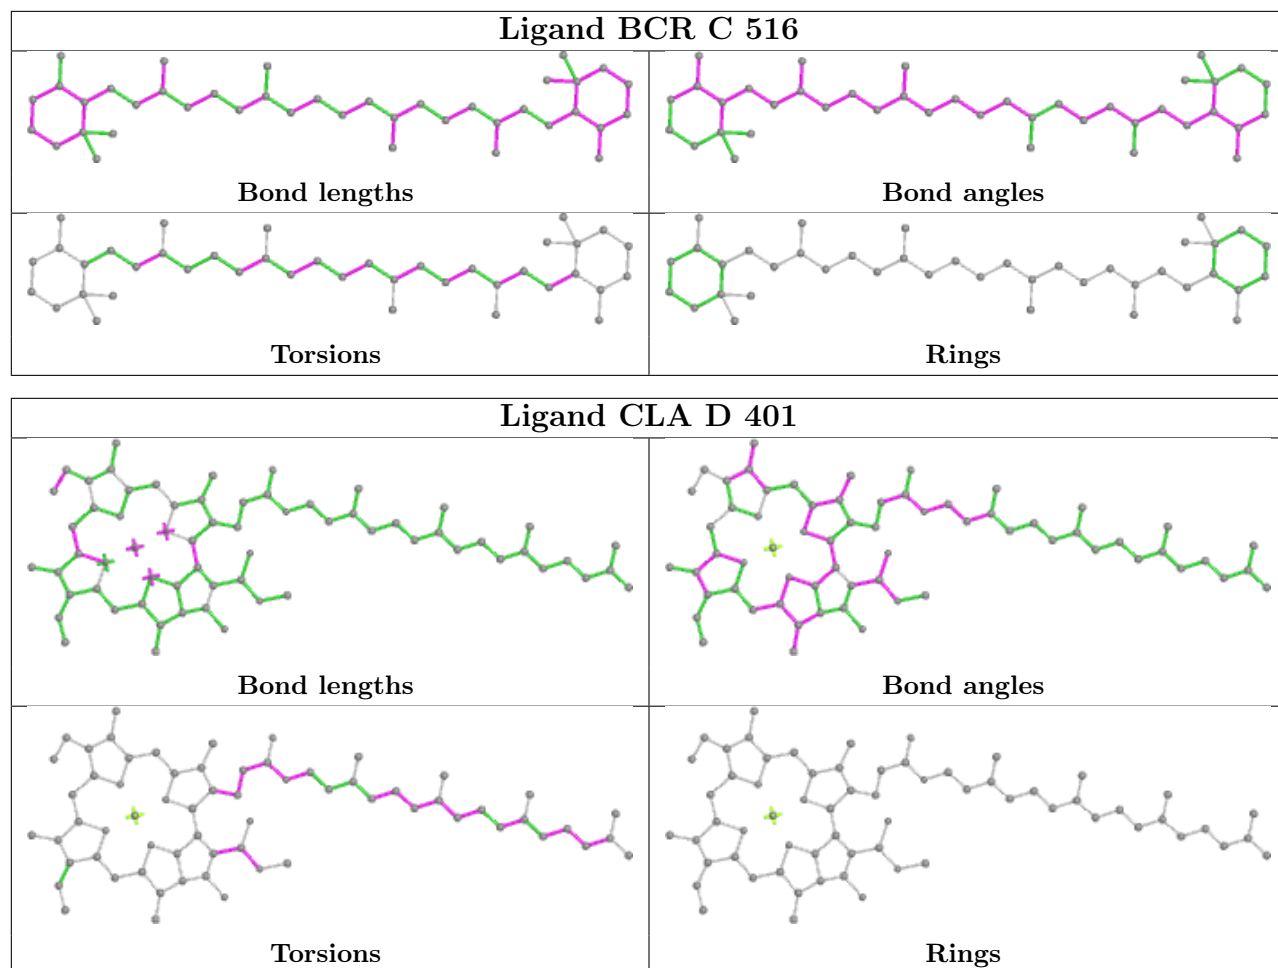 Ligand BCR C 516
Bond lengths
Bond angles
Torsions
Rings
Ligand CLA D 401
Bond lengths
Bond angles
Torsions
Rings